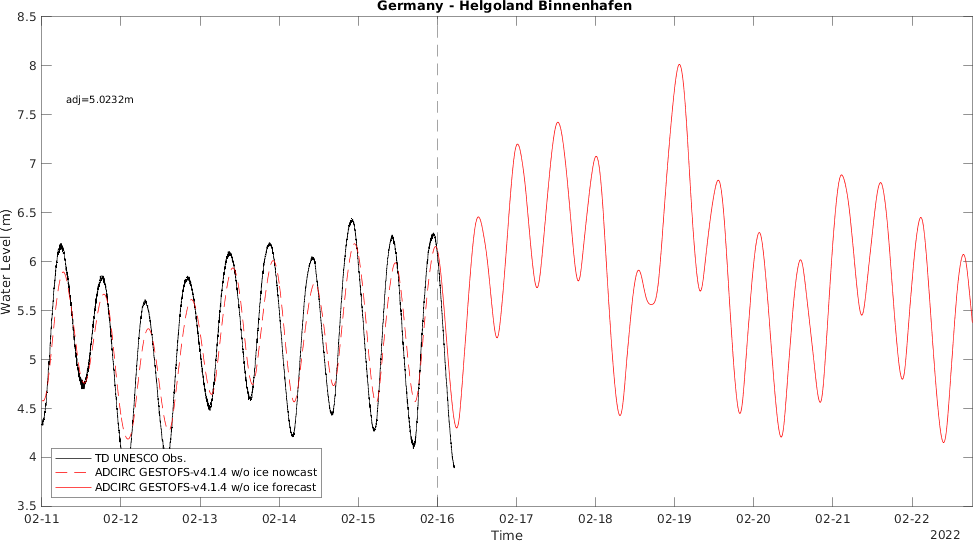 Germany - Helgoland Binnenhafen
8.5
8
7.5
7
6.5
6
5.5
5
4.5
4
3.5
Water Level (m)
adj=5.0232m
TD UNESCO Obs.
ADCIRC GESTOFS-v4.1.4 w/o ice nowcast
ADCIRC GESTOFS-v4.1.4 w/o ice forecast
02-11 02-12 02-13 02-14 02-15 02-16 02-17 02-18 02-19 02-20 02-21 02-22
Time
2022